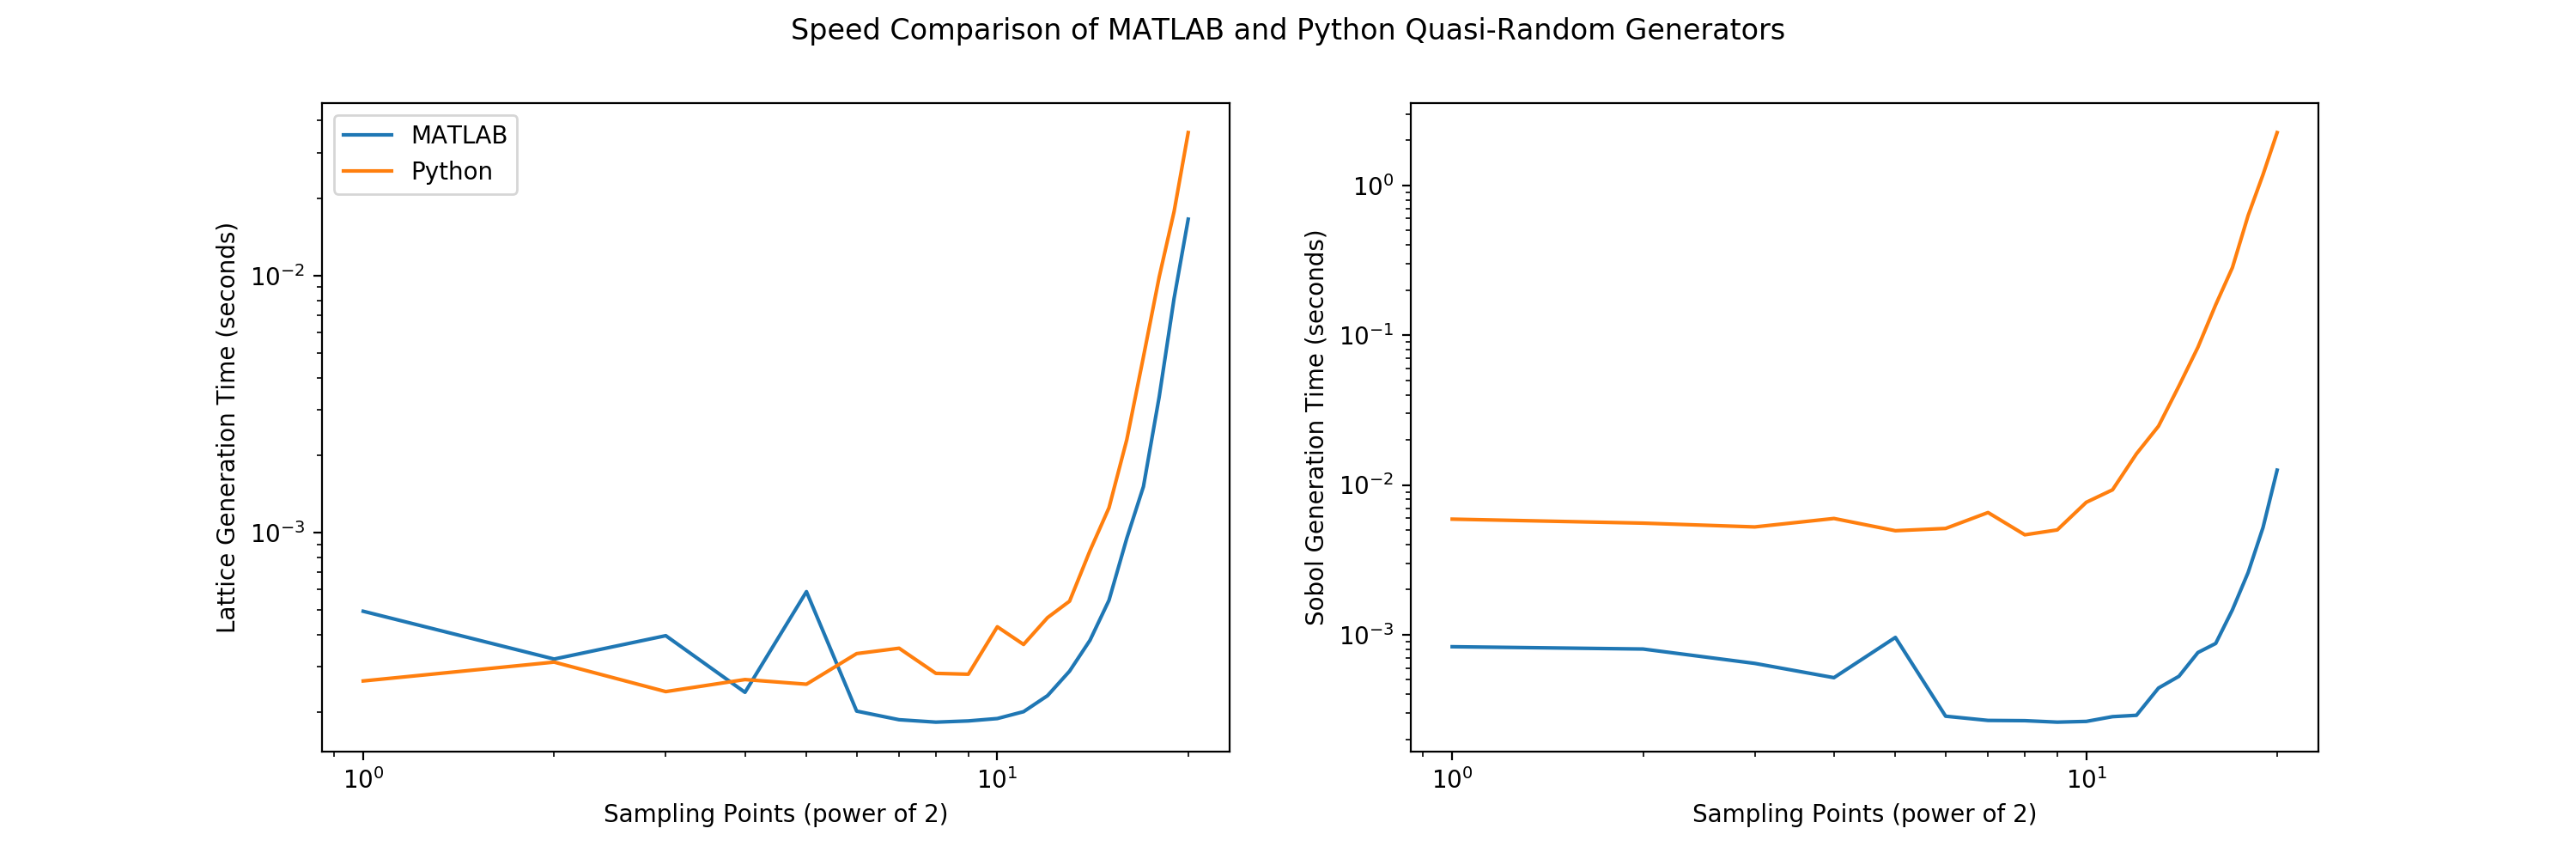 Speed Comparison of MATLAB and Python Quasi-Random Generators
MATLAB
Python
Lattice Generation Time (seconds)
10⁻²
10⁻³
10⁰
10¹
Sampling Points (power of 2)
Sobol Generation Time (seconds)
10⁰
10⁻¹
10⁻²
10⁻³
10⁰
10¹
Sampling Points (power of 2)